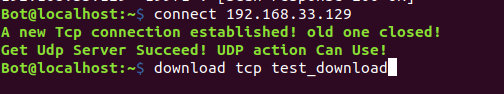 Bot@localhost:~$ connect 192.168.33.129
A new Tcp connection established! old one closed!
Get Udp Server Succeed! UDP action Can Use!
Bot@localhost:~$ download tcp test_download